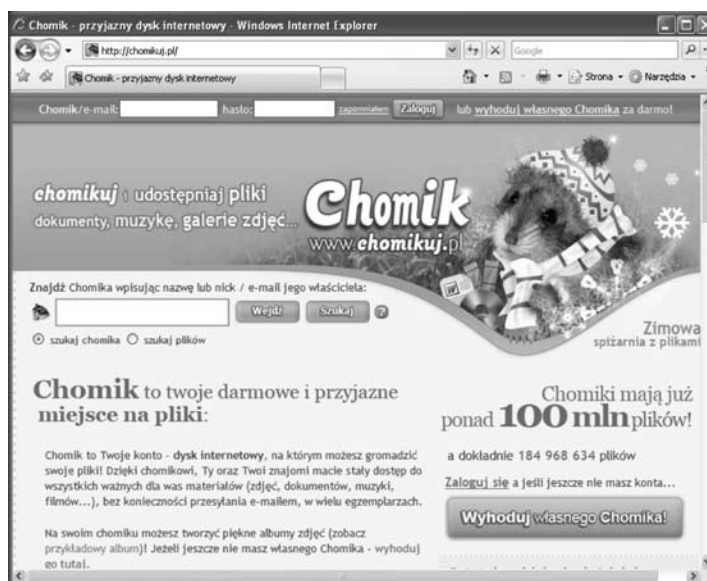 Chomik - przyjazny dysk internetowy - Windows Internet Explorer
http://chomikuj.pl/
Google
Chomik - przyjazny dysk internetowy
Strona
Narzędzia
Chomik/e-mail:
hasło:
zapomniałem
Zaloguj
lub wyhoduj własnego Chomika za darmo!
chomikuj i udostępniaj pliki
dokumenty, muzykę, galerie zdjęć...
Chomik
www.chomikuj.pl
Znajdź Chomika wpisując nazwę lub nick / e-mail jego właściciela:
Wejdź
Szukaj
?
szukaj chomika
szukaj plików
Zimowa
spiżarnia z plikami
Chomik to twoje darmowe i przyjazne
miejsce na pliki:
Chomik to Twoje konto - dysk internetowy, na którym możesz gromadzić
swoje pliki! Dzięki chomikowi, Ty oraz Twoi znajomi macie stały dostęp do
wszystkich ważnych dla was materiałów (zdjęć, dokumentów, muzyki,
filmów...), bez konieczności przesyłania e-mailem, w wielu egzemplarzach.
Na swoim chomiku możesz tworzyć piękne albumy zdjęć (zobacz
przykładowy album)! Jeżeli jeszcze nie masz własnego Chomika - wyhoduj
go tutaj.
Chomiki mają już
ponad 100 mln plików!
a dokładnie 184 968 634 plików
Zaloguj się a jeśli jeszcze nie masz konta...
Wyhoduj własnego Chomika!